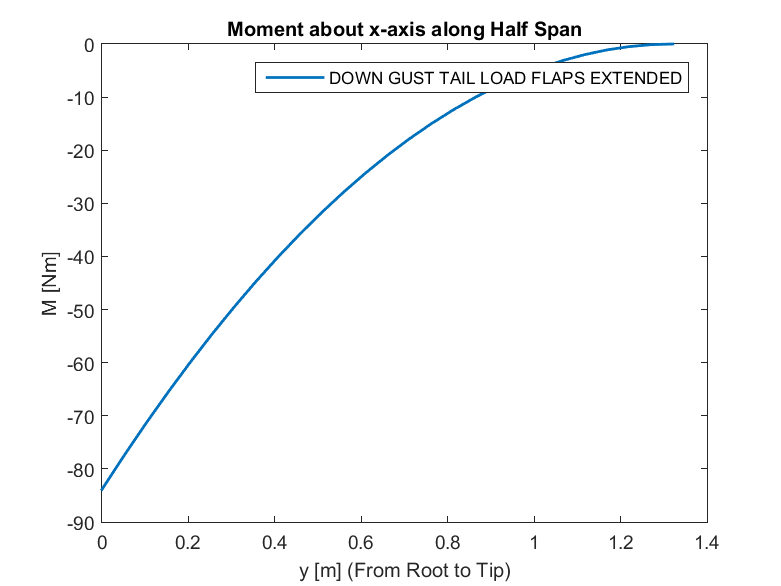 Moment about x-axis along Half Span
DOWN GUST TAIL LOAD FLAPS EXTENDED
0
-10
-20
-30
-40
-50
-60
-70
-80
-90
M [Nm]
0 0.2 0.4 0.6 0.8 1 1.2 1.4
y [m] (From Root to Tip)